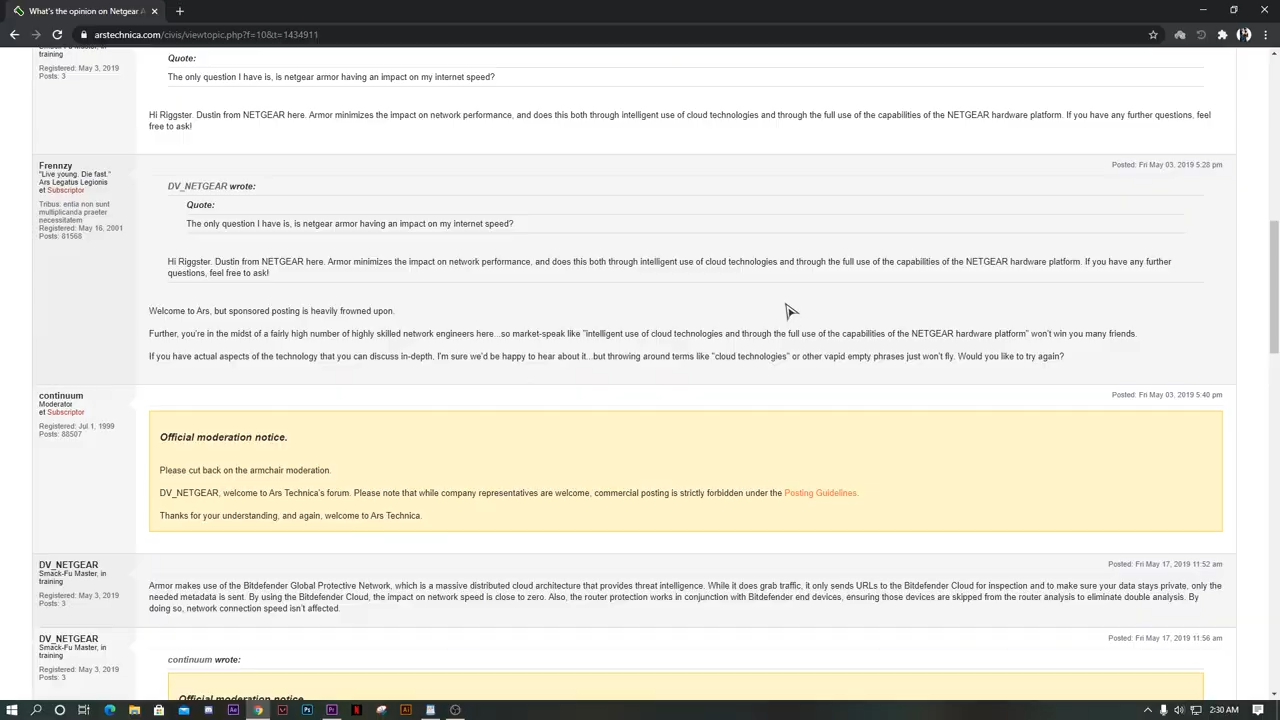 arstechnica.com/civis/viewtopic.php?f=10&t=1434911
training
Registered: May 3, 2019
Posts: 3
Quote:
The only question I have is, is netgear armor having an impact on my internet speed?
Hi Riggster. Dustin from NETGEAR here. Armor minimizes the impact on network performance, and does this both through intelligent use of cloud technologies and through the full use of the capabilities of the NETGEAR hardware platform. If you have any further questions, feel
free to ask!
Frennzy
"Live young. Die fast."
Ars Legatus Legionis
et Subscriptor
Tribus: entia non sunt
multiplicanda praeter
necessitatem
Registered: May 16, 2001
Posts: 81568
Posted: Fri May 03, 2019 5:28 pm
DV_NETGEAR wrote:
Quote:
The only question I have is, is netgear armor having an impact on my internet speed?
Hi Riggster. Dustin from NETGEAR here. Armor minimizes the impact on network performance, and does this both through intelligent use of cloud technologies and through the full use of the capabilities of the NETGEAR hardware platform. If you have any further
questions, feel free to ask!
Welcome to Ars, but sponsored posting is heavily frowned upon.
Further, you're in the midst of a fairly high number of highly skilled network engineers here...so market-speak like "intelligent use of cloud technologies and through the full use of the capabilities of the NETGEAR hardware platform" won't win you many friends.
If you have actual aspects of the technology that you can discuss in-depth, I'm sure we'd be happy to hear about it...but throwing around terms like "cloud technologies" or other vapid empty phrases just won't fly. Would you like to try again?
continuum
Moderator
et Subscriptor
Registered: Jul 1, 1999
Posts: 88507
Posted: Fri May 03, 2019 5:40 pm
Official moderation notice.
Please cut back on the armchair moderation.
DV_NETGEAR, welcome to Ars Technica's forum. Please note that while company representatives are welcome, commercial posting is strictly forbidden under the Posting Guidelines.
Thanks for your understanding, and again, welcome to Ars Technica.
DV_NETGEAR
Smack-Fu Master, in
training
Registered: May 3, 2019
Posts: 3
Posted: Fri May 17, 2019 11:52 am
Armor makes use of the Bitdefender Global Protective Network, which is a massive distributed cloud architecture that provides threat intelligence. While it does grab traffic, it only sends URLs to the Bitdefender Cloud for inspection and to make sure your data stays private, only the
needed metadata is sent. By using the Bitdefender Cloud, the impact on network speed is close to zero. Also, the router protection works in conjunction with Bitdefender end devices, ensuring those devices are skipped from the router analysis to eliminate double analysis. By
doing so, network connection speed isn't affected.
DV_NETGEAR
Smack-Fu Master, in
training
Registered: May 3, 2019
Posts: 3
Posted: Fri May 17, 2019 11:56 am
continuum wrote:
Official moderation notice.
2:30 AM